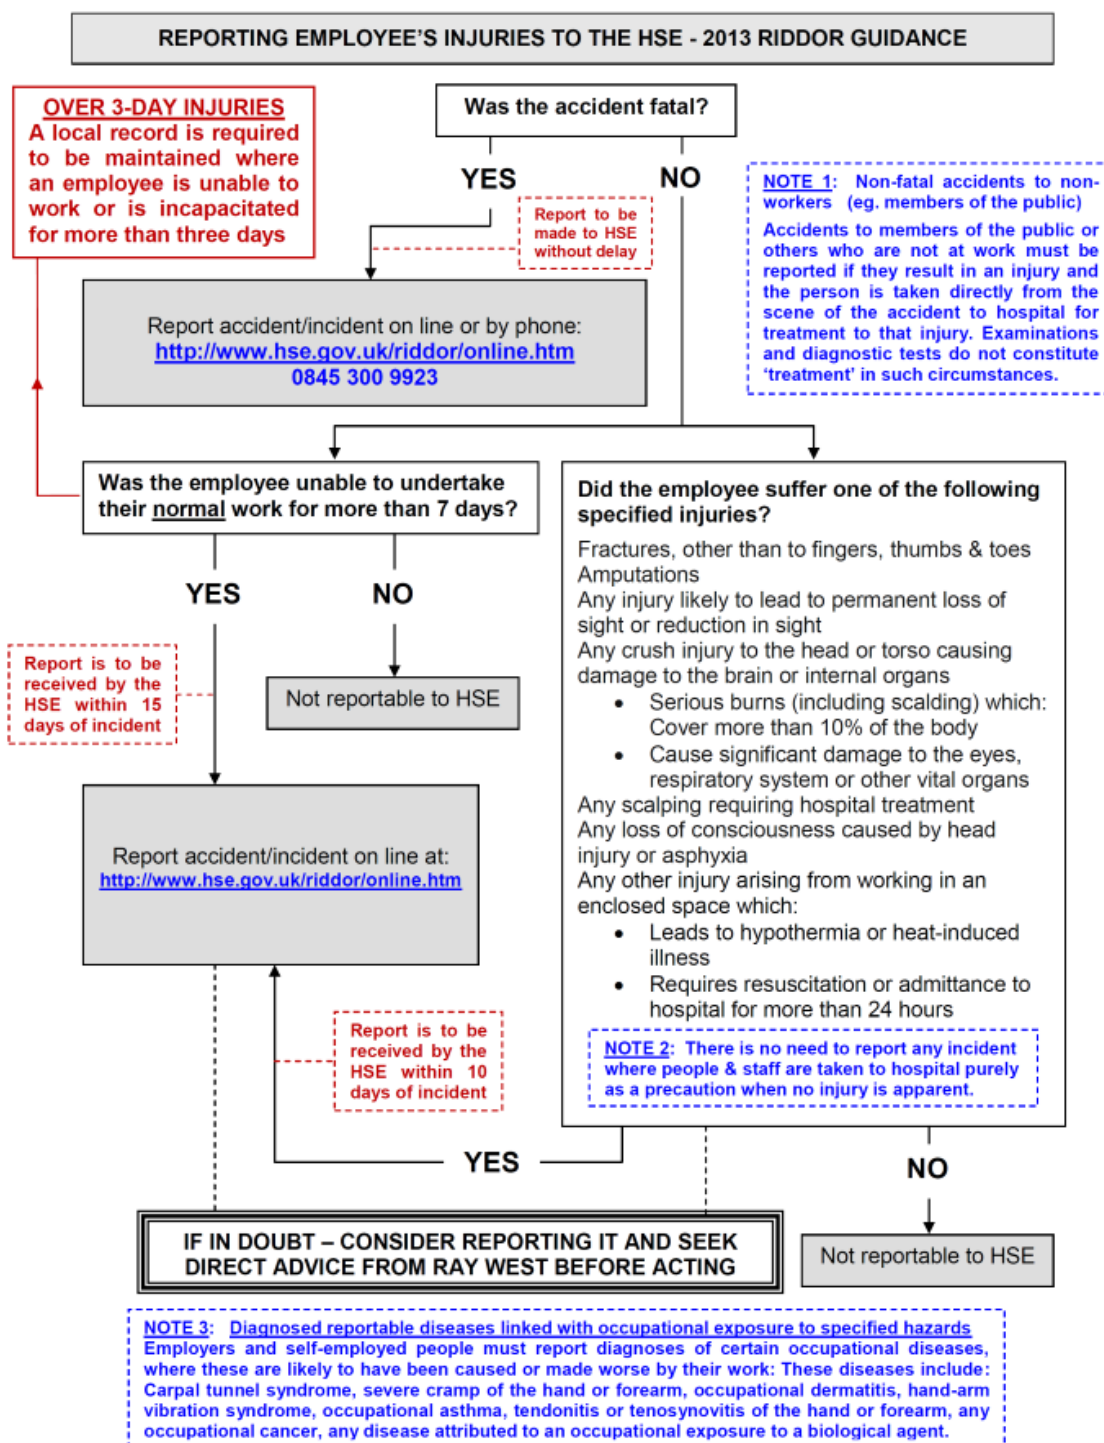 REPORTING EMPLOYEE'S INJURIES TO THE HSE - 2013 RIDDOR GUIDANCE
OVER 3-DAY INJURIES
A local record is required
to be maintained where
an employee is unable to
work or is incapacitated
for more than three days
Was the accident fatal?
YES
NO
Report to be
made to HSE
without delay
NOTE 1: Non-fatal accidents to non-
workers (eg. members of the public)
Accidents to members of the public or
others who are not at work must be
reported if they result in an injury and
the person is taken directly from the
scene of the accident to hospital for
treatment to that injury. Examinations
and diagnostic tests do not constitute
‘treatment’ in such circumstances.
Report accident/incident on line or by phone:
http://www.hse.gov.uk/riddor/online.htm
0845 300 9923
Was the employee unable to undertake
their normal work for more than 7 days?
YES
NO
Report is to be
received by the
HSE within 15
days of incident
Not reportable to HSE
Report accident/incident on line at:
http://www.hse.gov.uk/riddor/online.htm
Report is to be
received by the
HSE within 10
days of incident
Did the employee suffer one of the following
specified injuries?
Fractures, other than to fingers, thumbs & toes
Amputations
Any injury likely to lead to permanent loss of
sight or reduction in sight
Any crush injury to the head or torso causing
damage to the brain or internal organs
• Serious burns (including scalding) which:
Cover more than 10% of the body
• Cause significant damage to the eyes,
respiratory system or other vital organs
Any scalping requiring hospital treatment
Any loss of consciousness caused by head
injury or asphyxia
Any other injury arising from working in an
enclosed space which:
• Leads to hypothermia or heat-induced
illness
• Requires resuscitation or admittance to
hospital for more than 24 hours
NOTE 2: There is no need to report any incident
where people & staff are taken to hospital purely
as a precaution when no injury is apparent.
YES
NO
IF IN DOUBT – CONSIDER REPORTING IT AND SEEK
DIRECT ADVICE FROM RAY WEST BEFORE ACTING
Not reportable to HSE
NOTE 3: Diagnosed reportable diseases linked with occupational exposure to specified hazards
Employers and self-employed people must report diagnoses of certain occupational diseases,
where these are likely to have been caused or made worse by their work: These diseases include:
Carpal tunnel syndrome, severe cramp of the hand or forearm, occupational dermatitis, hand-arm
vibration syndrome, occupational asthma, tendonitis or tenosynovitis of the hand or forearm, any
occupational cancer, any disease attributed to an occupational exposure to a biological agent.